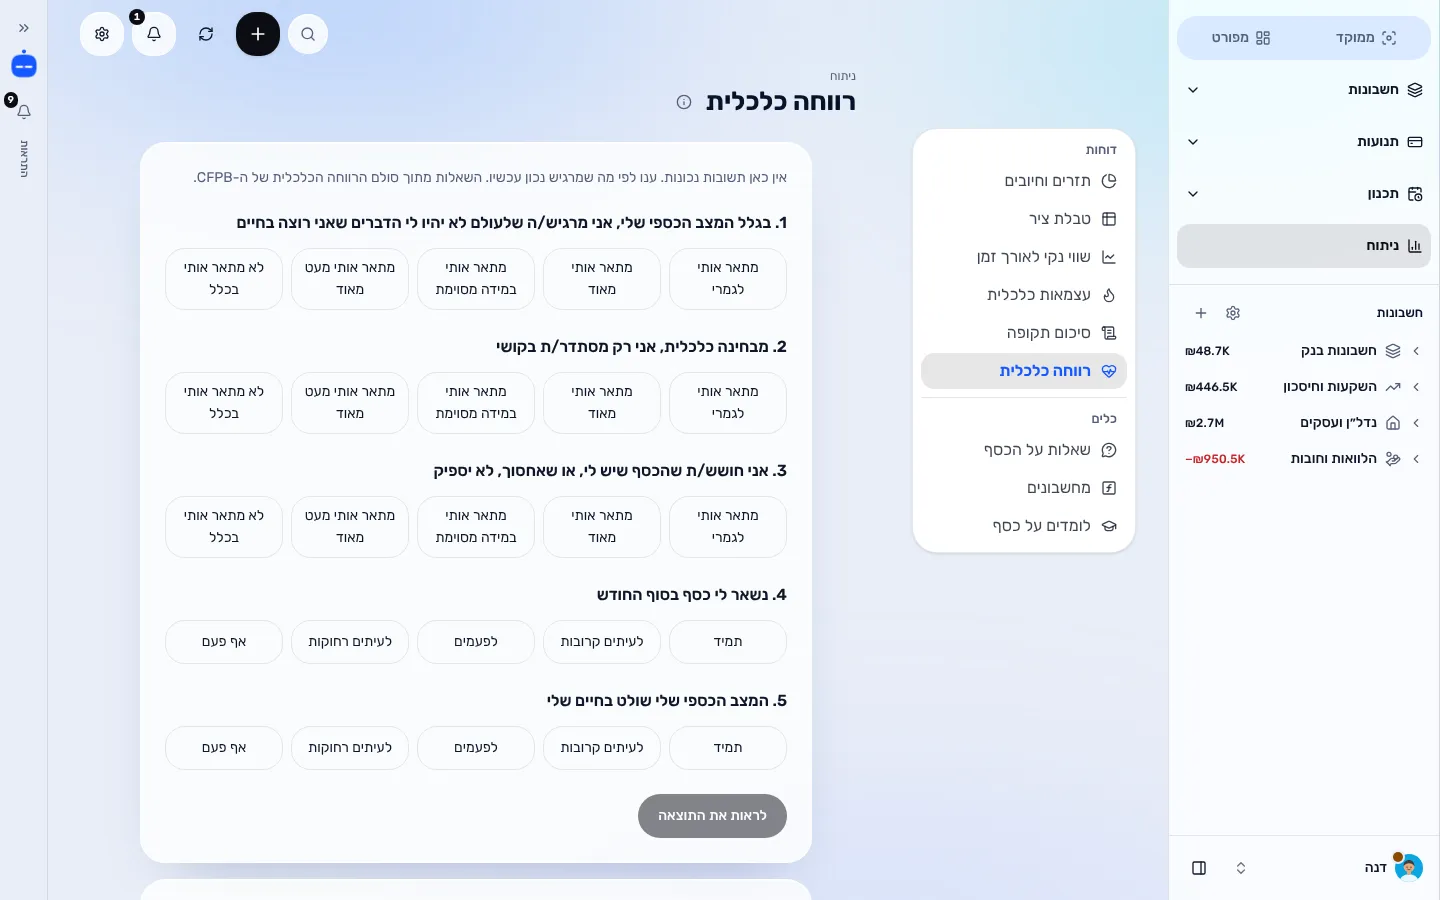 ממוקד
מפורט
חשבונות
תנועות
תכנון
ניתוח
חשבונות
חשבונות בנק
₪48.7K
השקעות וחיסכון
₪446.5K
נדל״ן ועסקים
₪2.7M
הלוואות וחובות
−₪950.5K
דנה
1
ניתוח
רווחה כלכלית
דוחות
תזרים וחיובים
טבלת ציר
שווי נקי לאורך זמן
עצמאות כלכלית
סיכום תקופה
רווחה כלכלית
כלים
שאלות על הכסף
מחשבונים
לומדים על כסף
אין כאן תשובות נכונות. ענו לפי מה שמרגיש נכון עכשיו. השאלות מתוך סולם הרווחה הכלכלית של ה-CFPB.
1. בגלל המצב הכספי שלי, אני מרגיש/ה שלעולם לא יהיו לי הדברים שאני רוצה בחיים
מתאר אותי לגמרי
מתאר אותי מאוד
מתאר אותי במידה מסוימת
מתאר אותי מעט מאוד
לא מתאר אותי בכלל
2. מבחינה כלכלית, אני רק מסתדר/ת בקושי
מתאר אותי לגמרי
מתאר אותי מאוד
מתאר אותי במידה מסוימת
מתאר אותי מעט מאוד
לא מתאר אותי בכלל
3. אני חושש/ת שהכסף שיש לי, או שאחסוך, לא יספיק
מתאר אותי לגמרי
מתאר אותי מאוד
מתאר אותי במידה מסוימת
מתאר אותי מעט מאוד
לא מתאר אותי בכלל
4. נשאר לי כסף בסוף החודש
תמיד
לעיתים קרובות
לפעמים
לעיתים רחוקות
אף פעם
5. המצב הכספי שלי שולט בחיים שלי
תמיד
לעיתים קרובות
לפעמים
לעיתים רחוקות
אף פעם
לראות את התוצאה
9
התראות